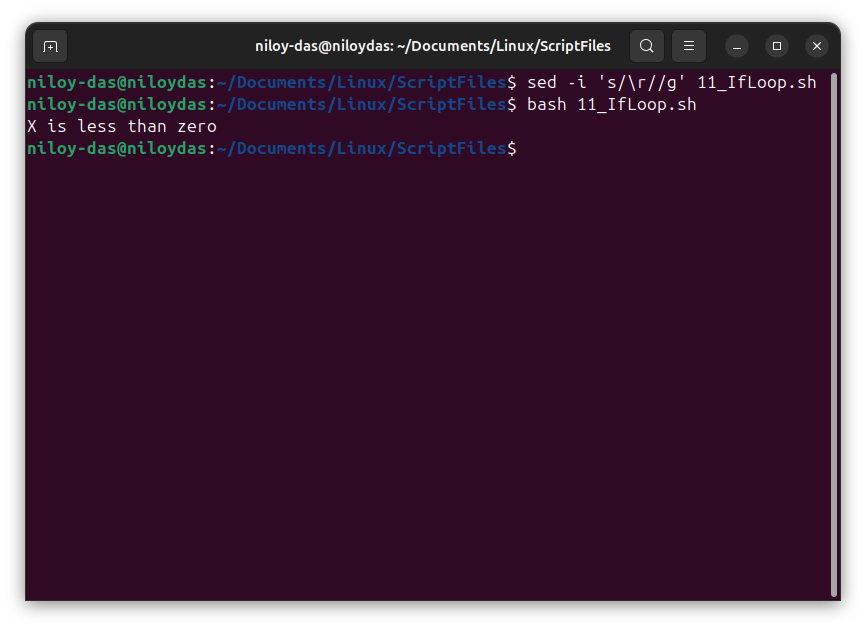 niloy-das@niloydas: ~/Documents/Linux/ScriptFiles
niloy-das@niloydas:~/Documents/Linux/ScriptFiles$ sed -i 's/\r//g' 11_IfLoop.sh
niloy-das@niloydas:~/Documents/Linux/ScriptFiles$ bash 11_IfLoop.sh
X is less than zero
niloy-das@niloydas:~/Documents/Linux/ScriptFiles$